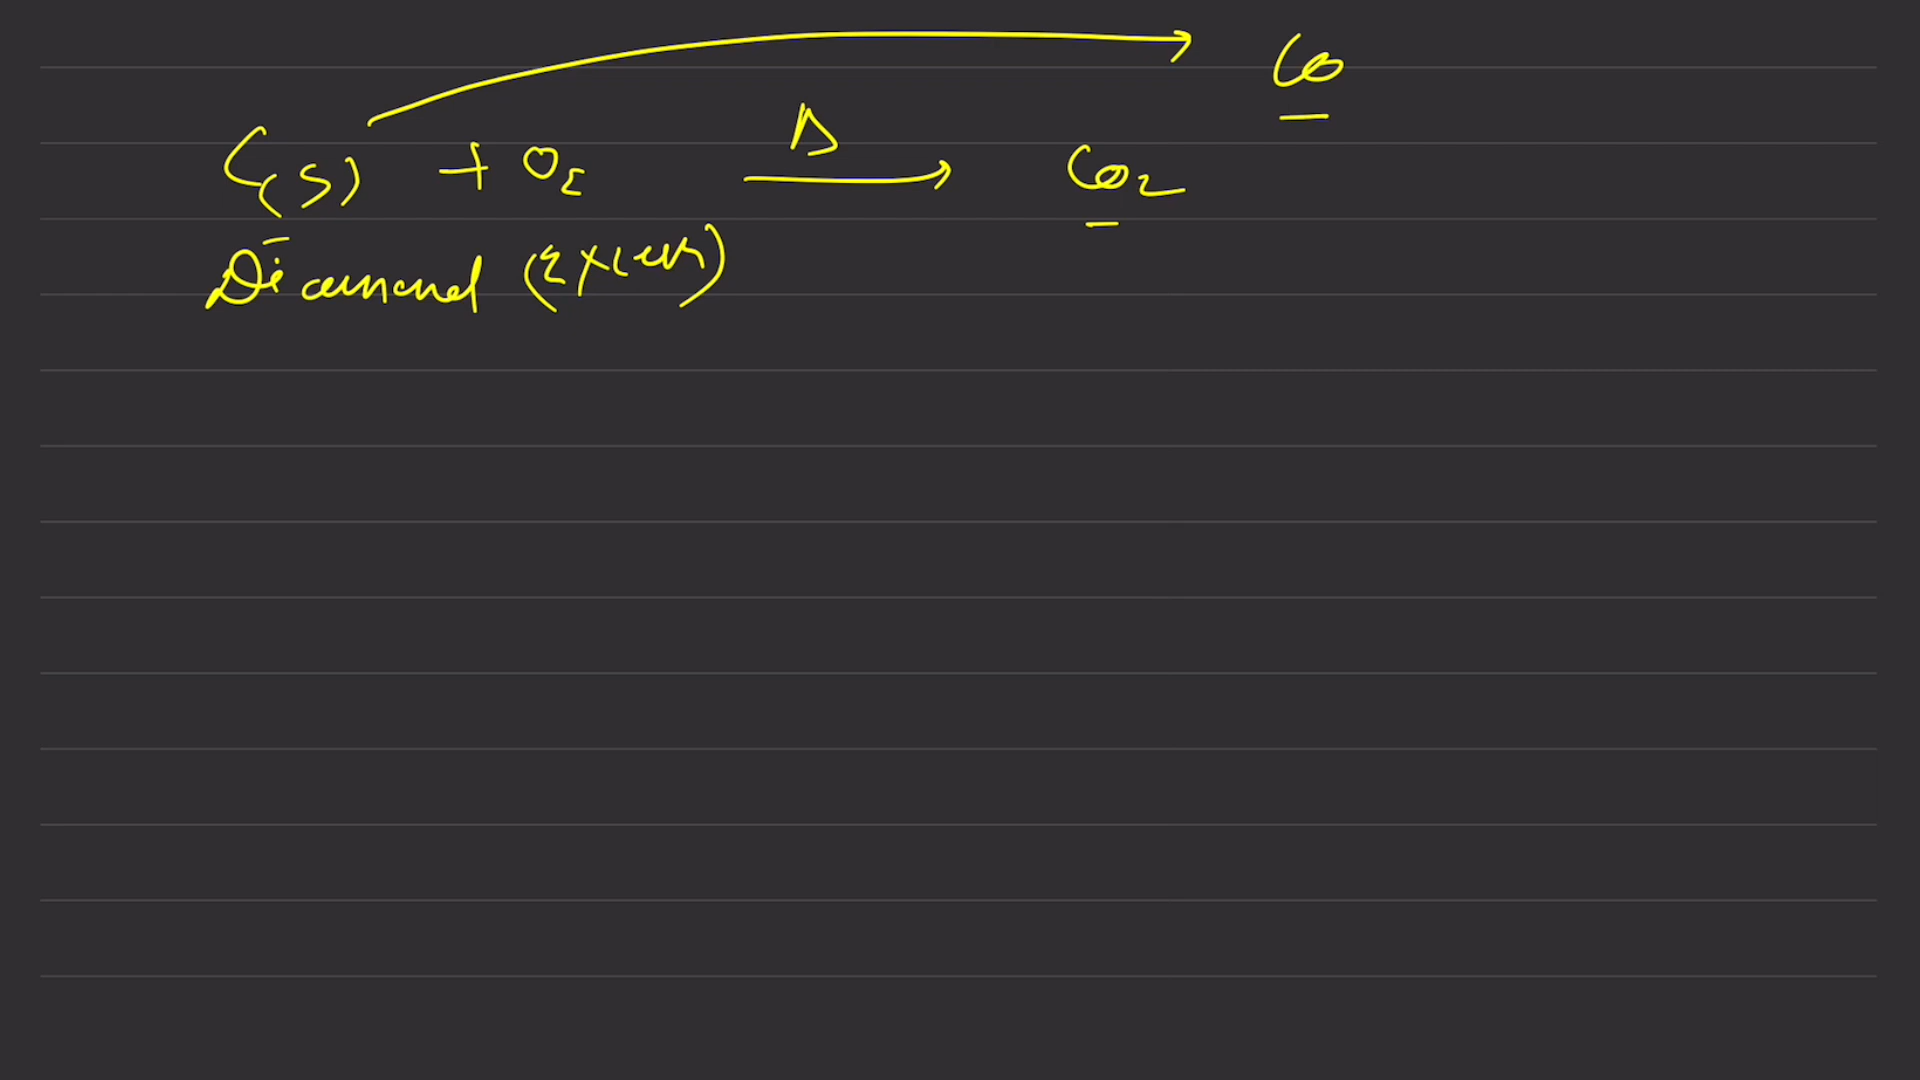 Co
C(s) + O2 Δ → Co2
Diamond (Excess)